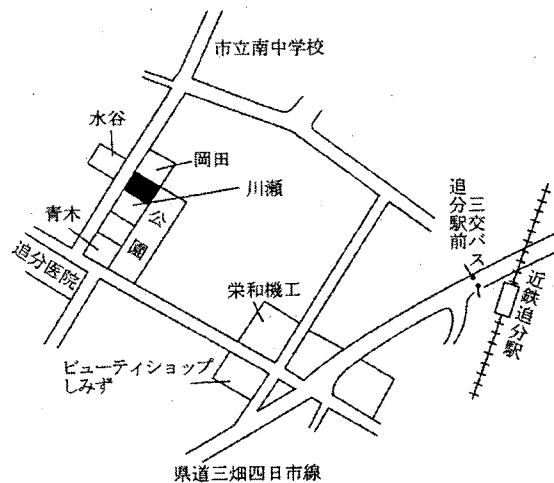 市立南中学校
水谷
岡田
川瀬
青木
公園
追分医院
三交バス
追分駅前
近鉄追分駅
栄和機工
ビューティショップ
しみず
県道三畑四日市線